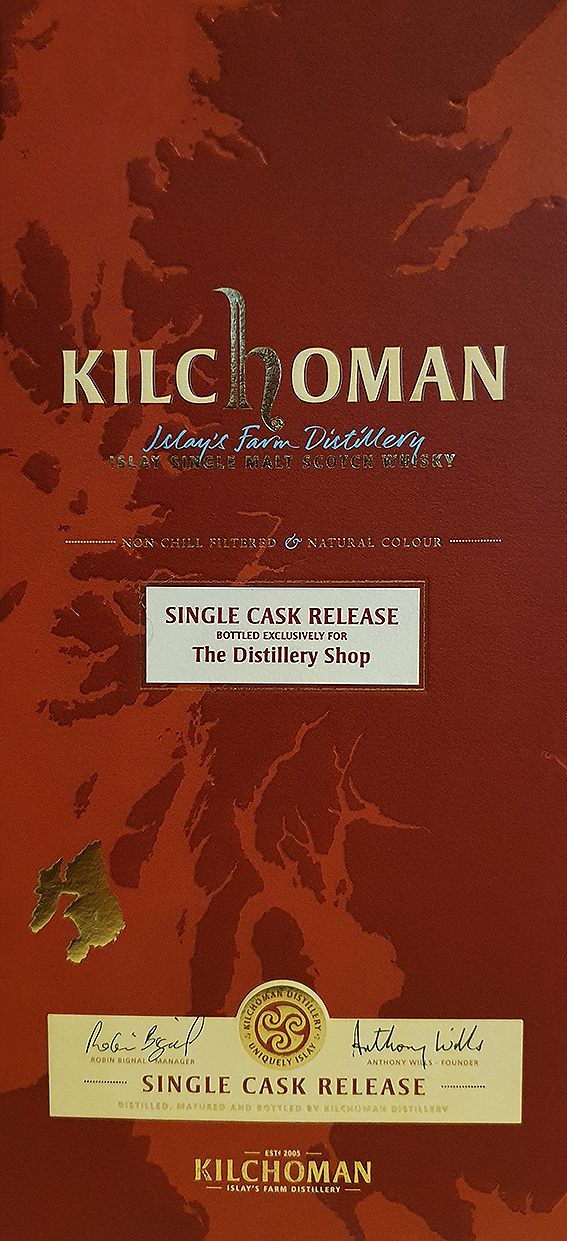 KILCHOMAN
Islay's Farm Distillery
ISLAY SINGLE MALT SCOTCH WHISKY
NON CHILL FILTERED & NATURAL COLOUR
SINGLE CASK RELEASE
BOTTLED EXCLUSIVELY FOR
The Distillery Shop
KILCHOMAN DISTILLERY
UNIQUELY ISLAY
Robin Bignal
Anthony Wills
ROBIN BIGNAL - MANAGER
ANTHONY WILLS - FOUNDER
SINGLE CASK RELEASE
DISTILLED, MATURED AND BOTTLED BY KILCHOMAN DISTILLERY
ESTd 2005
KILCHOMAN
ISLAY'S FARM DISTILLERY